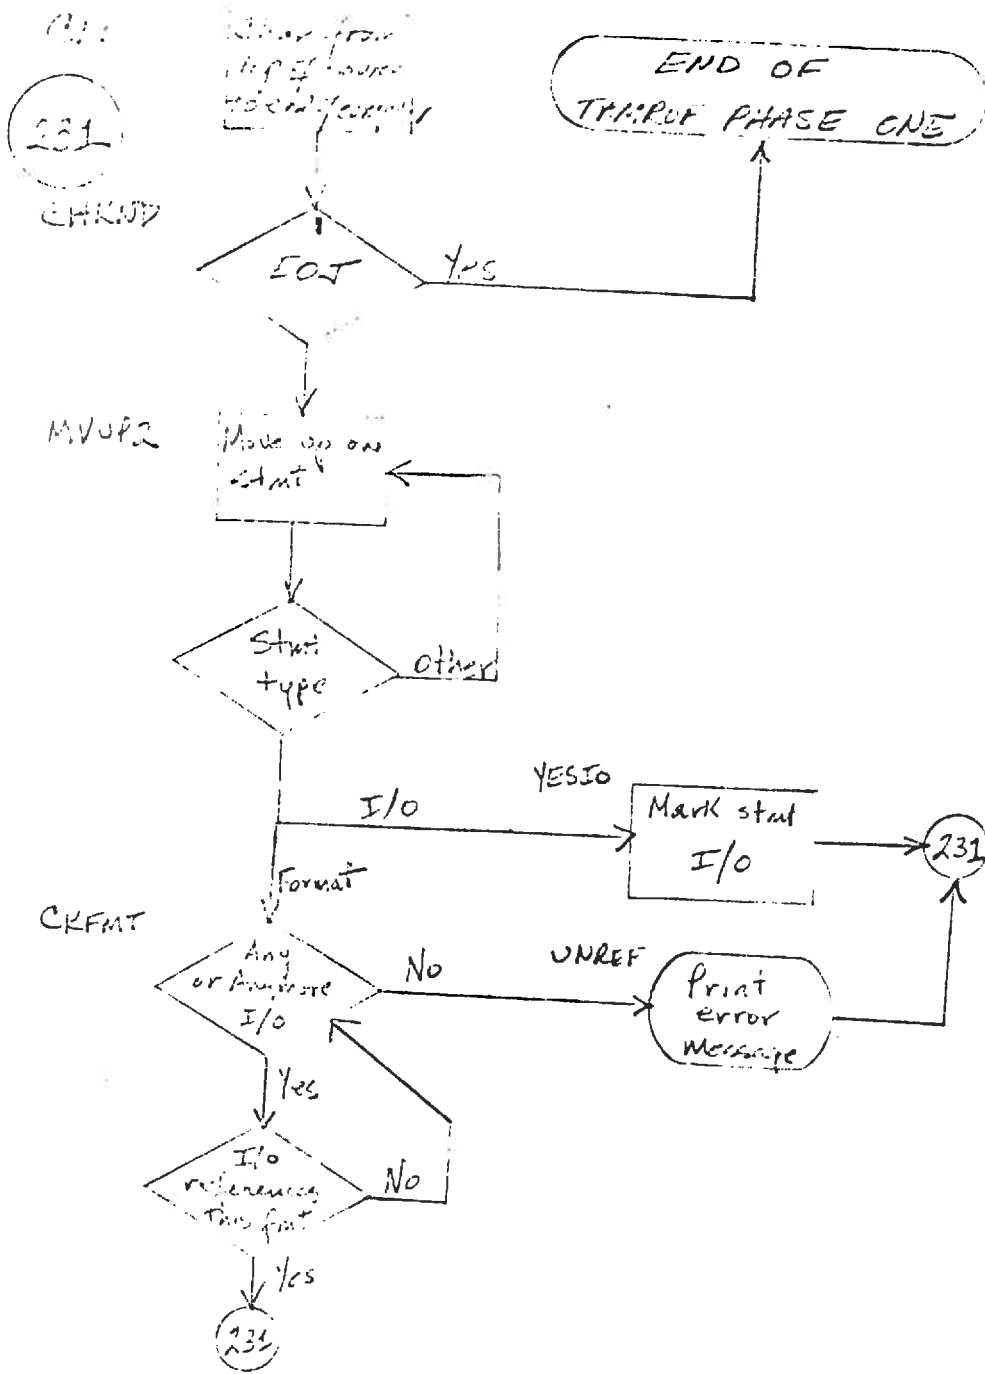 231
CHKND
from
END OF
PHASE ONE
EOJ
Yes
MVUP2
Move up on
stmt
Stmt
type
other
I/O
YESIO
Mark stmt
I/O
231
Format
CKFMT
Any
or Anymore
I/O
No
UNREF
Print
error
Message
Yes
I/O
referencing
this fmt
No
Yes
231